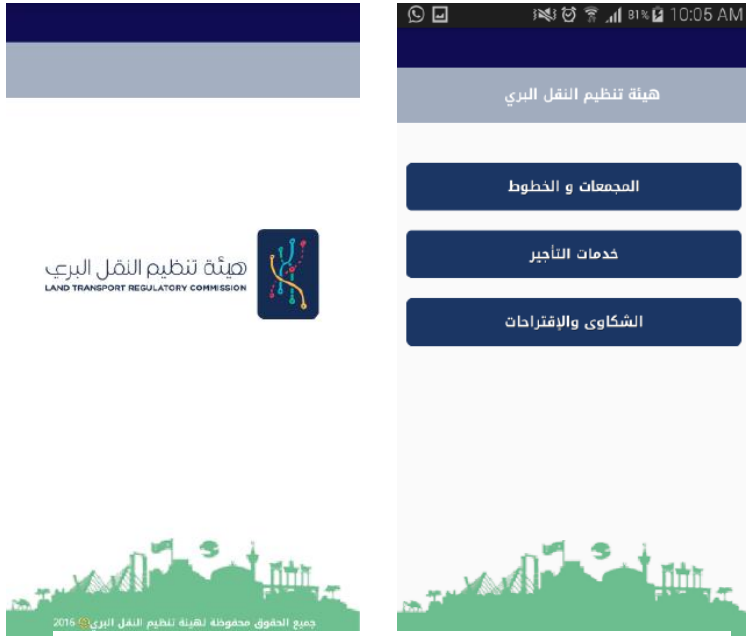 هيئة تنظيم النقل البري
LAND TRANSPORT REGULATORY COMMISSION
جميع الحقوق محفوظة لهيئة تنظيم النقل البري© 2016
81% 10:05 AM
هيئة تنظيم النقل البري
المجمعات و الخطوط
خدمات التأجير
الشكاوى والإقتراحات